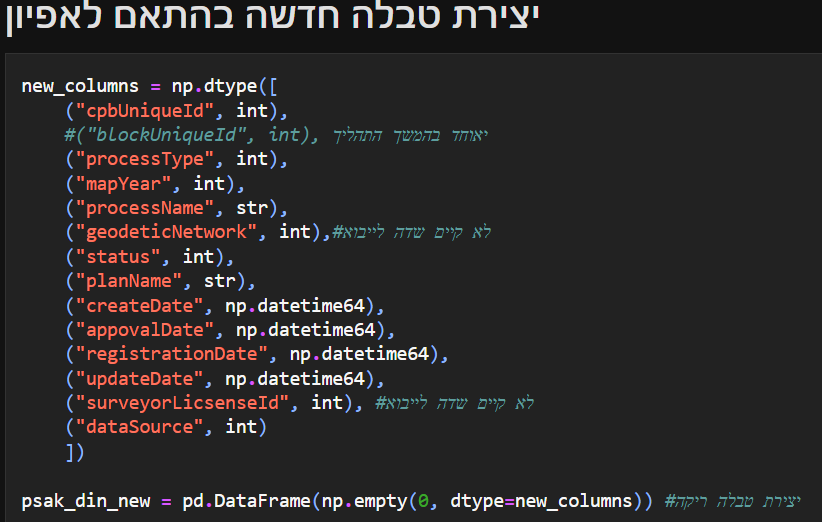 יצירת טבלה חדשה בהתאם לאפיון
new_columns = np.dtype([
("cpbUniqueId", int),
#("blockUniqueId", int), יאוחד בהמשך התהליך
("processType", int),
("mapYear", int),
("processName", str),
("geodeticNetwork", int),#לא קיים שדה לייבוא
("status", int),
("planName", str),
("createDate", np.datetime64),
("appovalDate", np.datetime64),
("registrationDate", np.datetime64),
("updateDate", np.datetime64),
("surveyorLicsenseId", int), #לא קיים שדה לייבוא
("dataSource", int)
])
psak_din_new = pd.DataFrame(np.empty(0, dtype=new_columns)) #יצירת טבלה ריקה